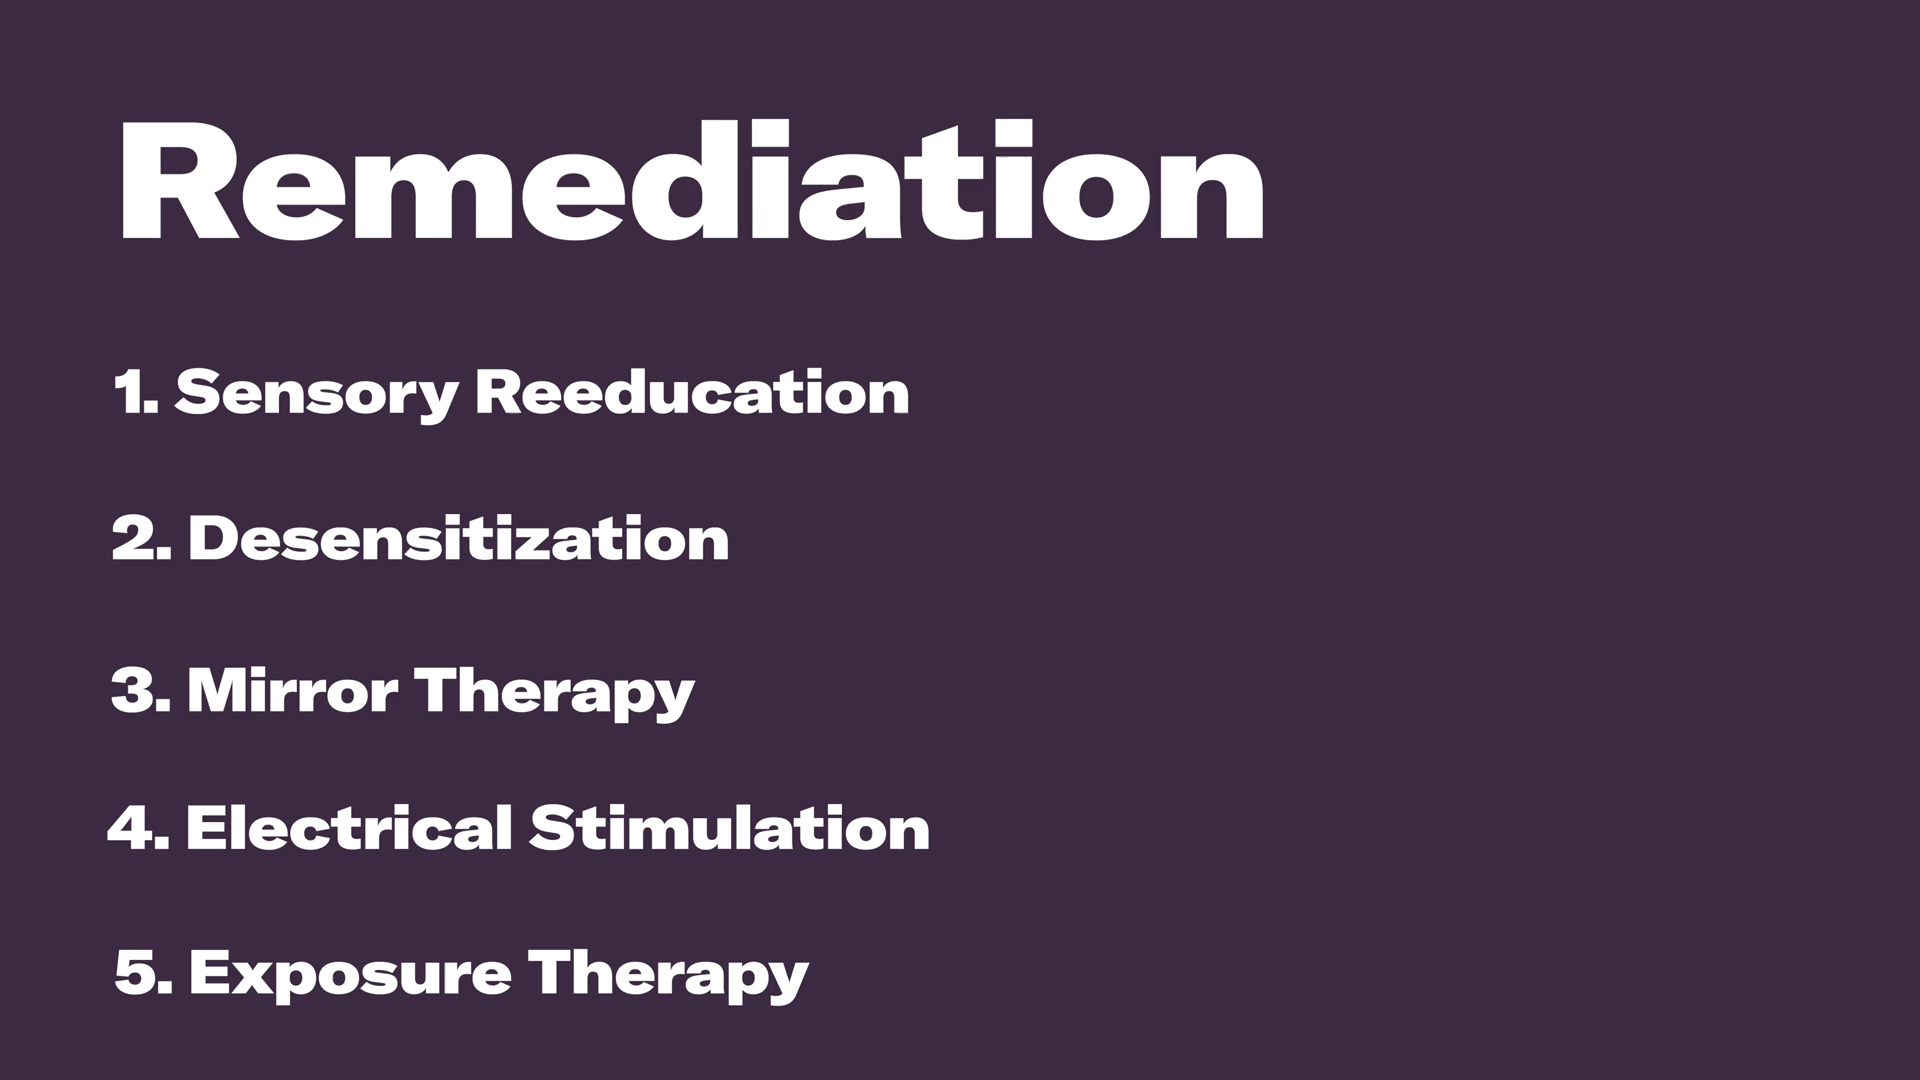 Remediation
1. Sensory Reeducation
2. Desensitization
3. Mirror Therapy
4. Electrical Stimulation
5. Exposure Therapy